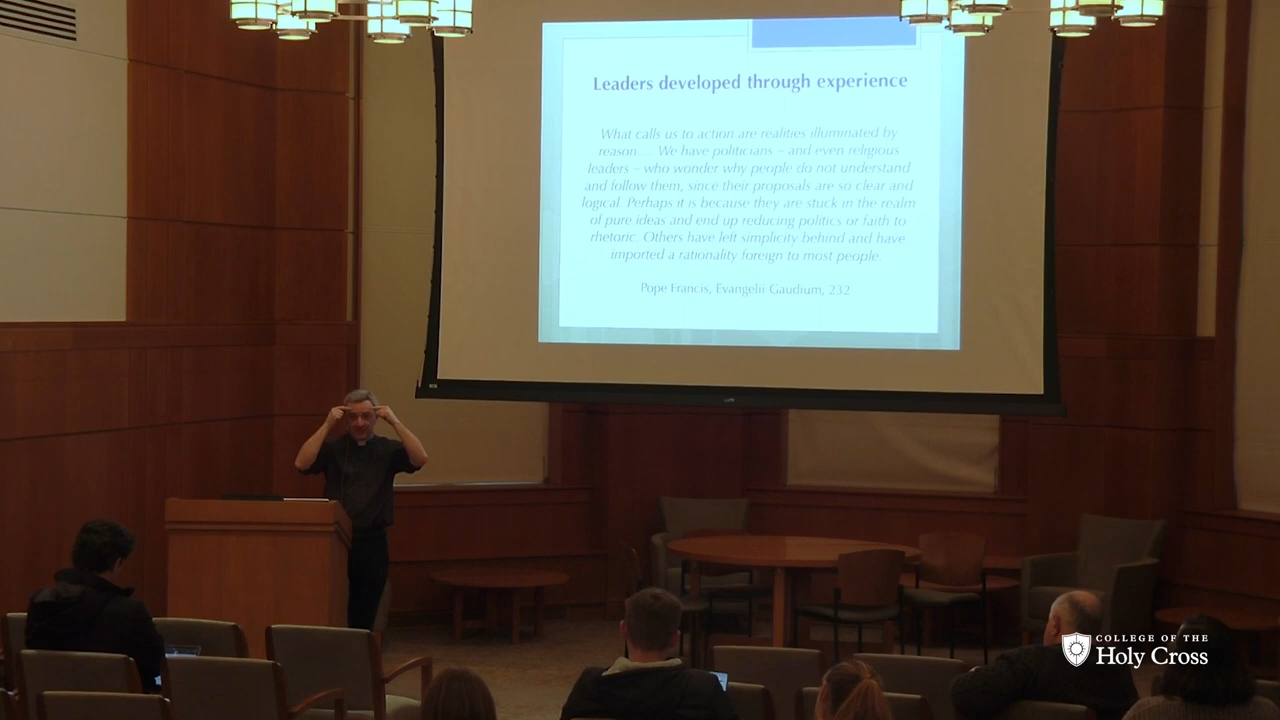 Leaders developed through experience
What calls us to action are realities illuminated by
reason.... We have politicians – and even religious
leaders – who wonder why people do not understand
and follow them, since their proposals are so clear and
logical. Perhaps it is because they are stuck in the realm
of pure ideas and end up reducing politics or faith to
rhetoric. Others have left simplicity behind and have
imported a rationality foreign to most people.
Pope Francis, Evangelii Gaudium, 232
COLLEGE OF THE
Holy Cross